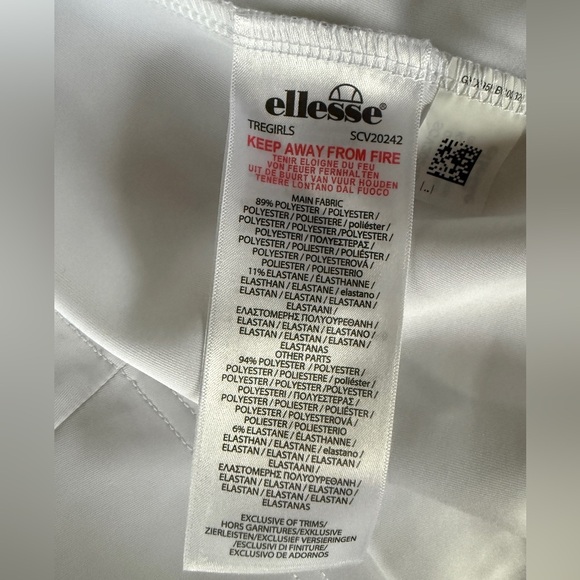 ellesse®
TREGIRLS SCV20242
KEEP AWAY FROM FIRE
TENIR ELOIGNE DU FEU
VON FEUER FERNHALTEN
UIT DE BUURT VAN VUUR HOUDEN
TENERE LONTANO DAL FUOCO
MAIN FABRIC
89% POLYESTER / POLYESTER /
POLYESTER / POLIESTERE / poliéster /
POLYESTER / POLYESTER /POLYESTER /
POLYESTERI / ΠΟΛΥΕΣΤΕΡΑΣ /
POLYESTER / POLIESTER / POLIÉSTER /
POLYESTER / POLYESTEROVÁ /
POLIESTER / POLIESTERIO
11% ELASTANE / ÉLASTHANNE /
ELASTHAN / ELASTANE / elastano /
ELASTAN / ELASTAN / ELASTAAN /
ELASTAANI /
ΕΛΑΣΤΟΜΕΡΗΣ ΠΟΛΥΟΥΡΕΘΑΝΗ /
ELASTAN / ELASTAN / ELASTANO /
ELASTAN / ELASTAN / ELASTAN /
ELASTANAS
OTHER PARTS
94% POLYESTER / POLYESTER /
POLYESTER / POLIESTERE / poliéster /
POLYESTER / POLYESTER /POLYESTER /
POLYESTERI / ΠΟΛΥΕΣΤΕΡΑΣ /
POLYESTER / POLIESTER / POLIÉSTER /
POLYESTER / POLYESTEROVÁ /
POLIESTER / POLIESTERIO
6% ELASTANE / ÉLASTHANNE /
ELASTHAN / ELASTANE / elastano /
ELASTAN / ELASTAN / ELASTAAN /
ELASTAANI /
ΕΛΑΣΤΟΜΕΡΗΣ ΠΟΛΥΟΥΡΕΘΑΝΗ /
ELASTAN / ELASTAN / ELASTANO /
ELASTAN / ELASTAN / ELASTAN /
ELASTANAS
EXCLUSIVE OF TRIMS/
HORS GARNITURES/EXKLUSIVE
ZIERLEISTEN/EXCLUSIEF VERSIERINGEN
/ESCLUSIVI DI FINITURE/
EXCLUSIVO DE ADORNOS